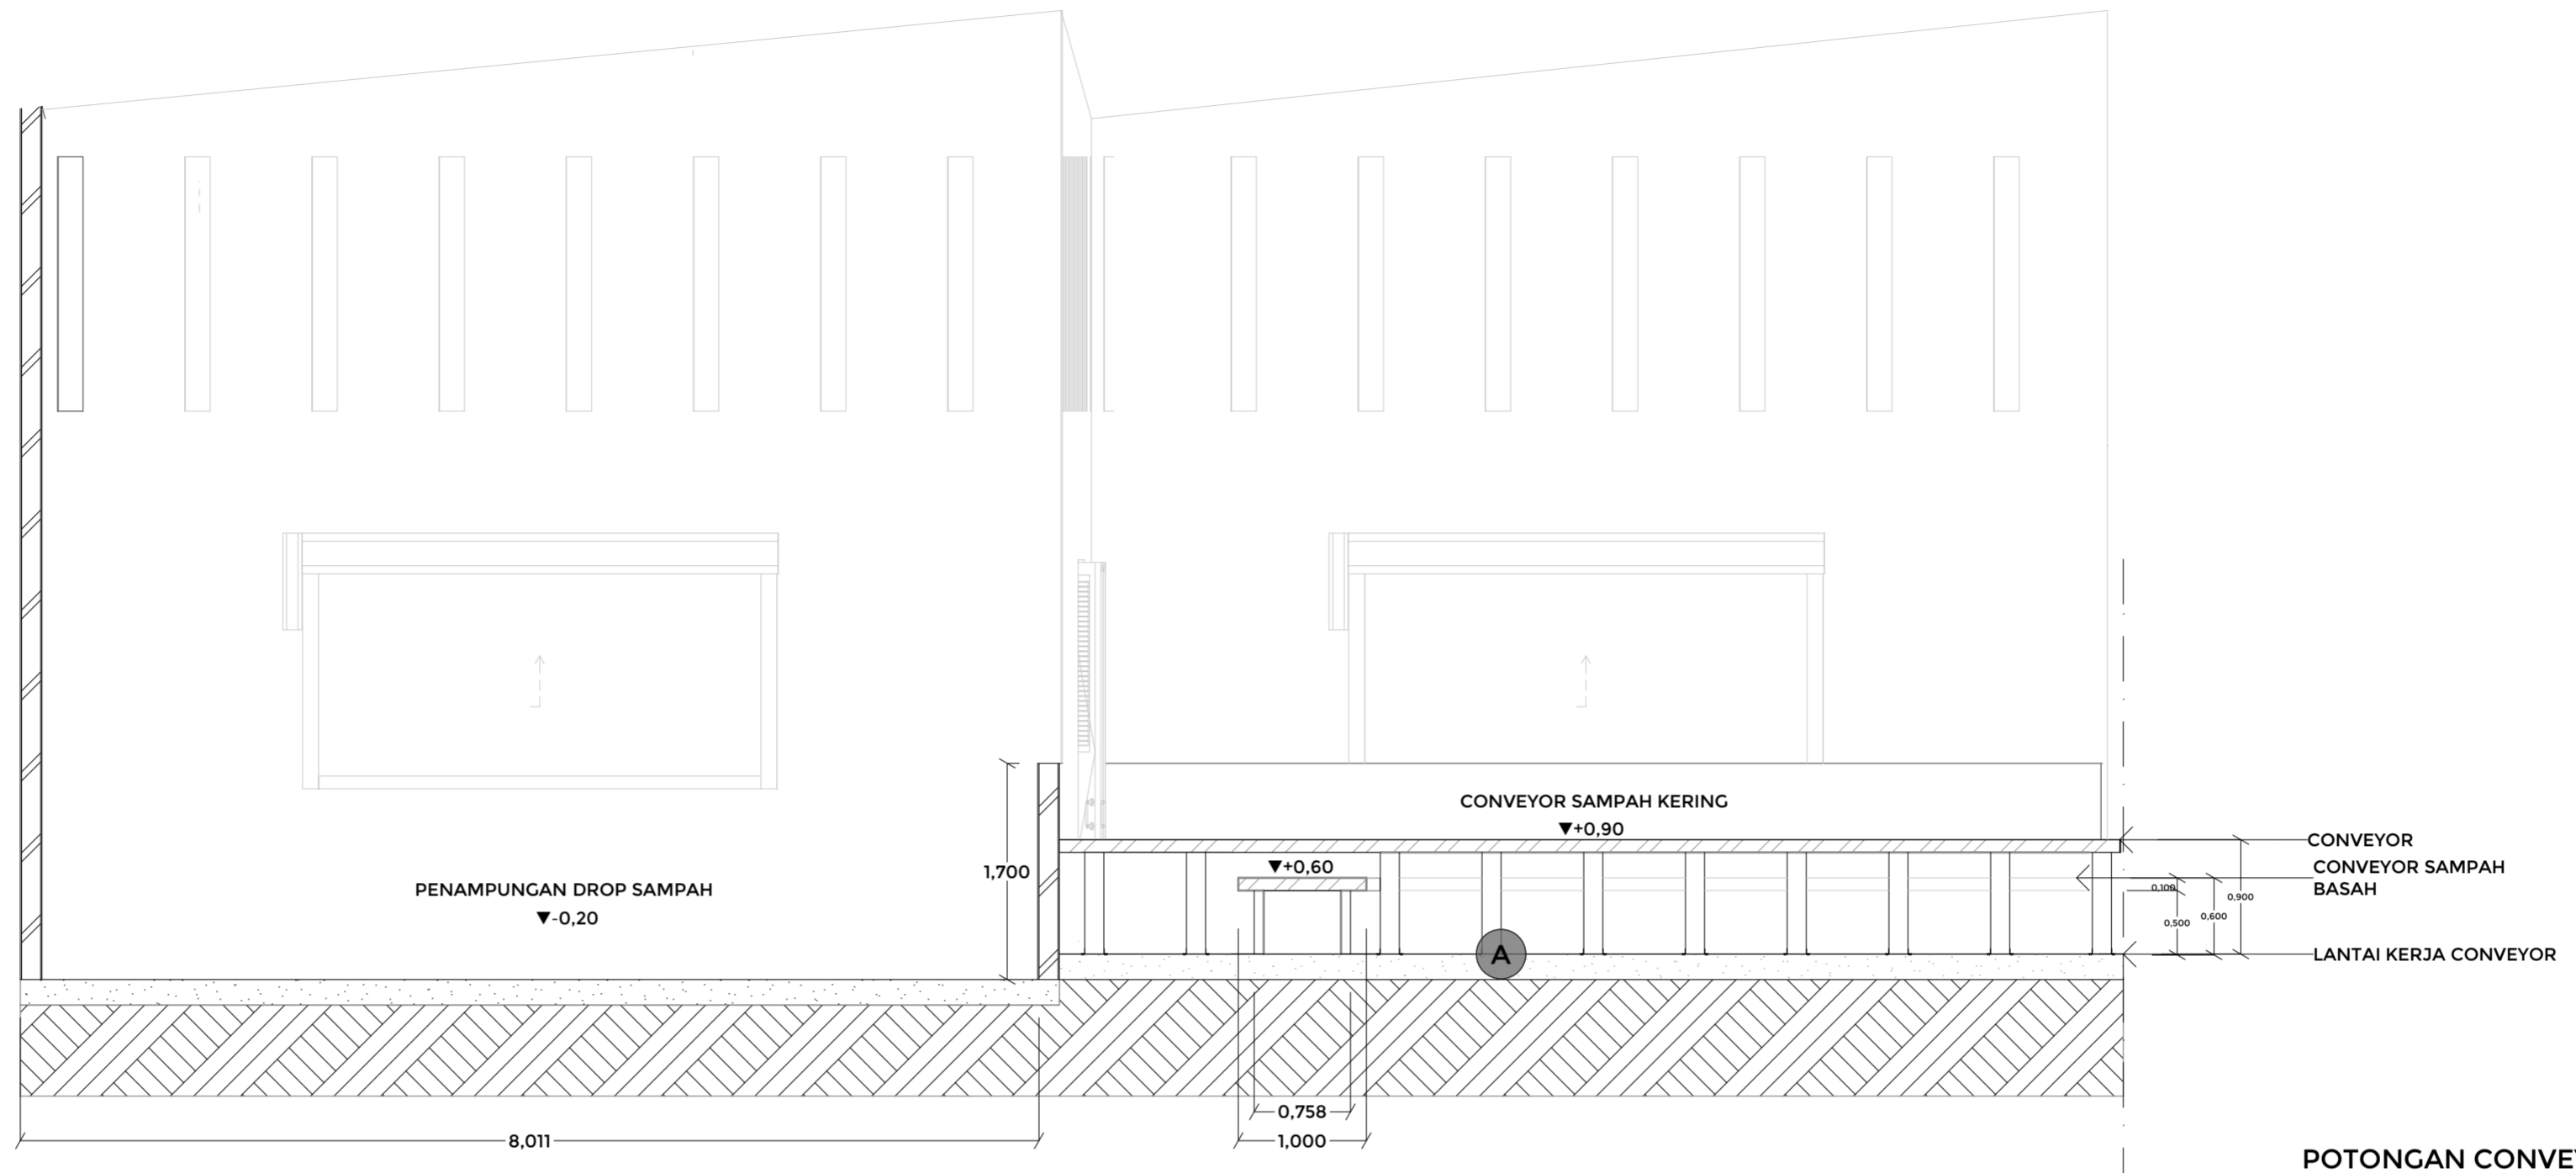 CONVEYOR SAMPAH KERING
▼+0,90
CONVEYOR
▼+0,60
CONVEYOR SAMPAH
BASAH
1,700
PENAMPUNGAN DROP SAMPAH
▼-0,20
0,100
0,900
0,500
0,600
A
LANTAI KERJA CONVEYOR
0,758
8,011
1,000
POTONGAN CONVE